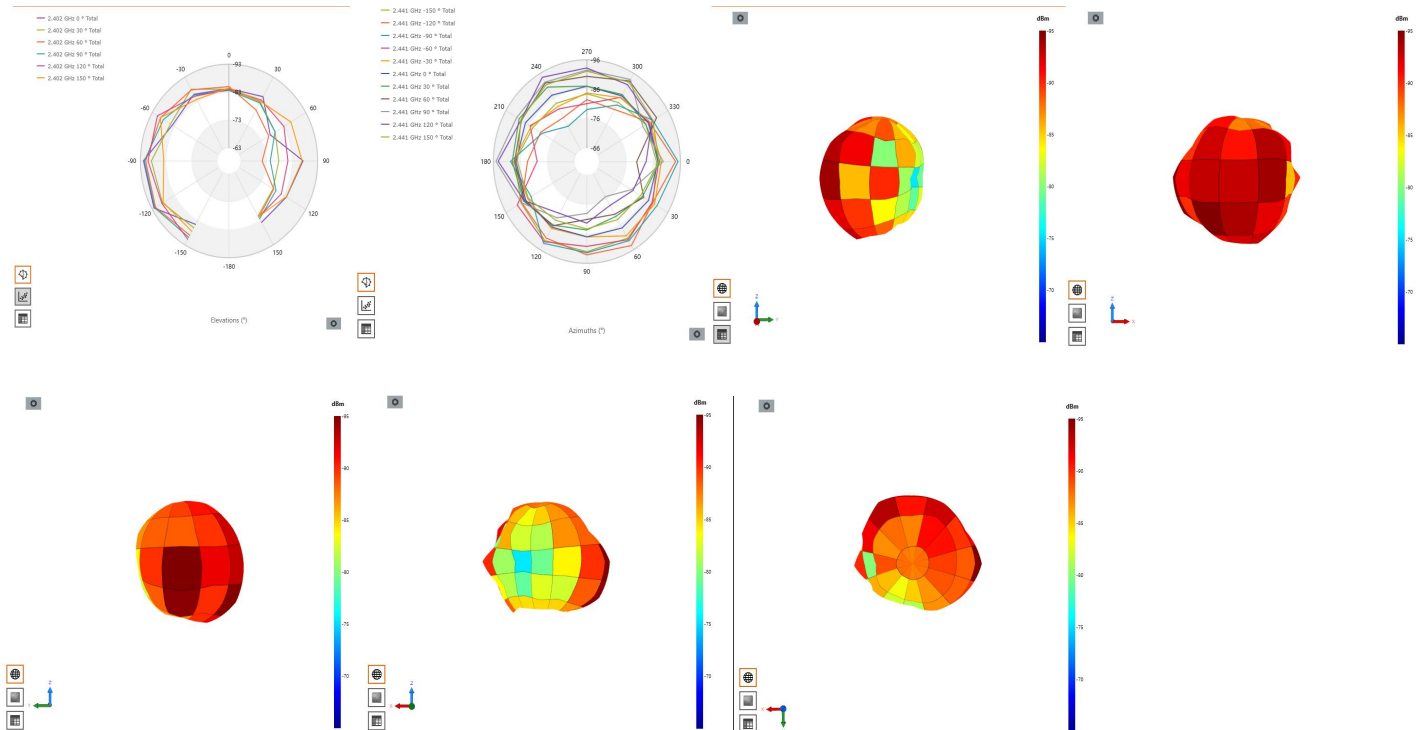 2.402 GHz 0 ° Total
2.402 GHz 30 ° Total
2.402 GHz 60 ° Total
2.402 GHz 90 ° Total
2.402 GHz 120 ° Total
2.402 GHz 150 ° Total
0
-93
30
-30
-83
60
-60
-73
-63
-90
90
-120
120
-150
150
-180
Elevations (°)
2.441 GHz -150 ° Total
2.441 GHz -120 ° Total
2.441 GHz -90 ° Total
2.441 GHz -60 ° Total
2.441 GHz -30 ° Total
2.441 GHz 0 ° Total
2.441 GHz 30 ° Total
2.441 GHz 60 ° Total
2.441 GHz 90 ° Total
2.441 GHz 120 ° Total
2.441 GHz 150 ° Total
270
-96
240
300
-86
210
330
-76
-66
180
0
150
30
120
60
90
Azimuths (°)
dBm
-95
-90
-85
-80
-75
-70
Z
dBm
-95
-90
-85
-80
-75
-70
Z
dBm
-95
-90
-85
-80
-75
-70
Z
dBm
-95
-90
-85
-80
-75
-70
Z
dBm
-95
-90
-85
-80
-75
-70